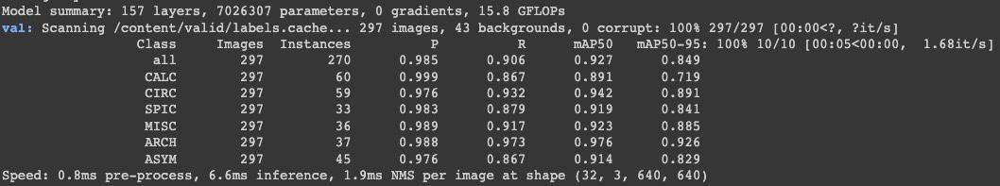 Model summary: 157 layers, 7026307 parameters, 0 gradients, 15.8 GFLOPs
val: Scanning /content/valid/labels.cache... 297 images, 43 backgrounds, 0 corrupt: 100% 297/297 [00:00<?, ?it/s]
Class Images Instances P R mAP50 mAP50-95: 100% 10/10 [00:05<00:00, 1.68it/s]
all 297 270 0.985 0.906 0.927 0.849
CALC 297 60 0.999 0.867 0.891 0.719
CIRC 297 59 0.976 0.932 0.942 0.891
SPIC 297 33 0.983 0.879 0.919 0.841
MISC 297 36 0.989 0.917 0.923 0.885
ARCH 297 37 0.988 0.973 0.976 0.926
ASYM 297 45 0.976 0.867 0.914 0.829
Speed: 0.8ms pre-process, 6.6ms inference, 1.9ms NMS per image at shape (32, 3, 640, 640)